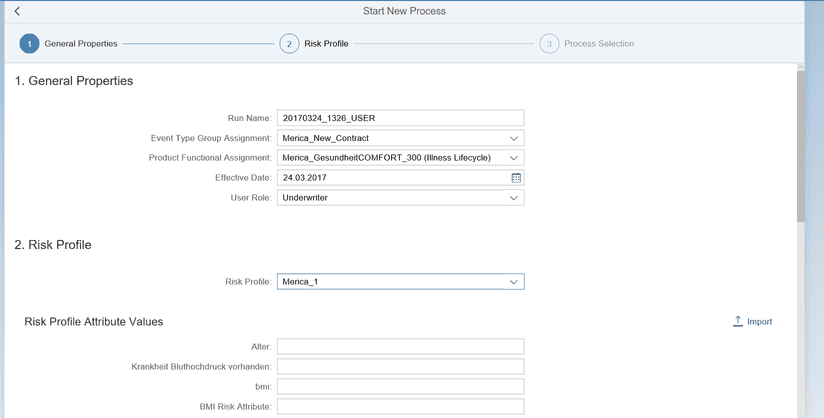 Start New Process
1 General Properties 2 Risk Profile 3 Process Selection
1. General Properties
Run Name: 20170324_1326_USER
Event Type Group Assignment: Merica_New_Contract
Product Functional Assignment: Merica_GesundheitCOMFORT_300 (Illness Lifecycle)
Effective Date: 24.03.2017
User Role: Underwriter
2. Risk Profile
Risk Profile: Merica_1
Risk Profile Attribute Values Import
Alter:
Krankheit Bluthochdruck vorhanden:
bmi:
BMI Risk Attribute: